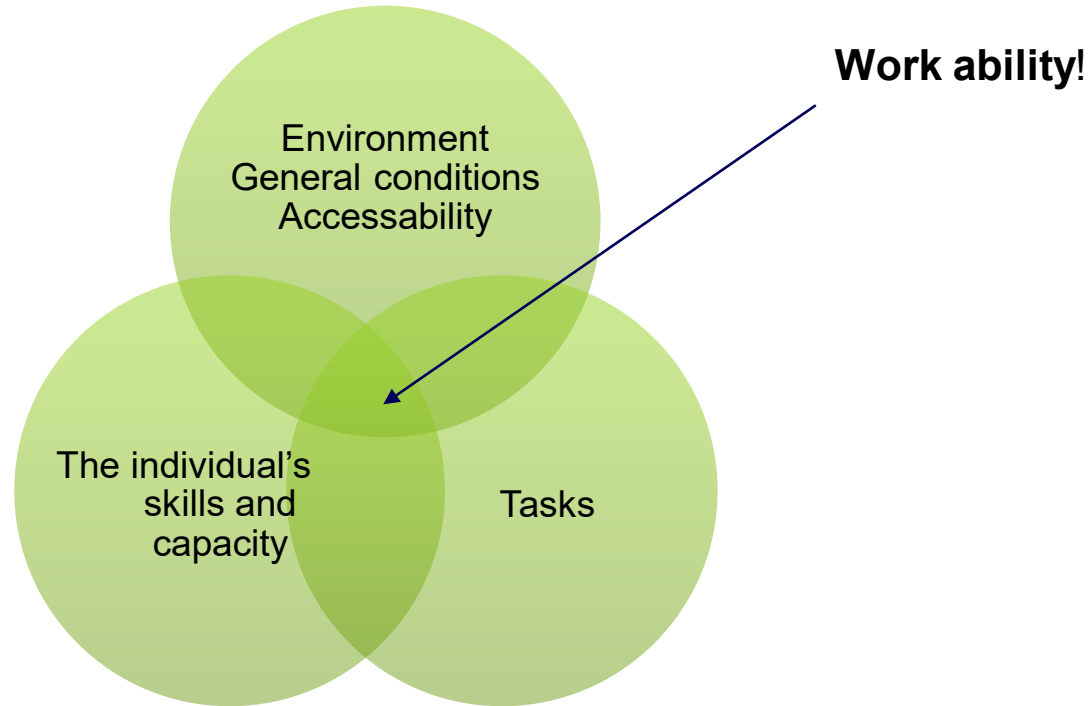 Work ability!
Environment
General conditions
Accessability
The individual's
skills and
capacity
Tasks